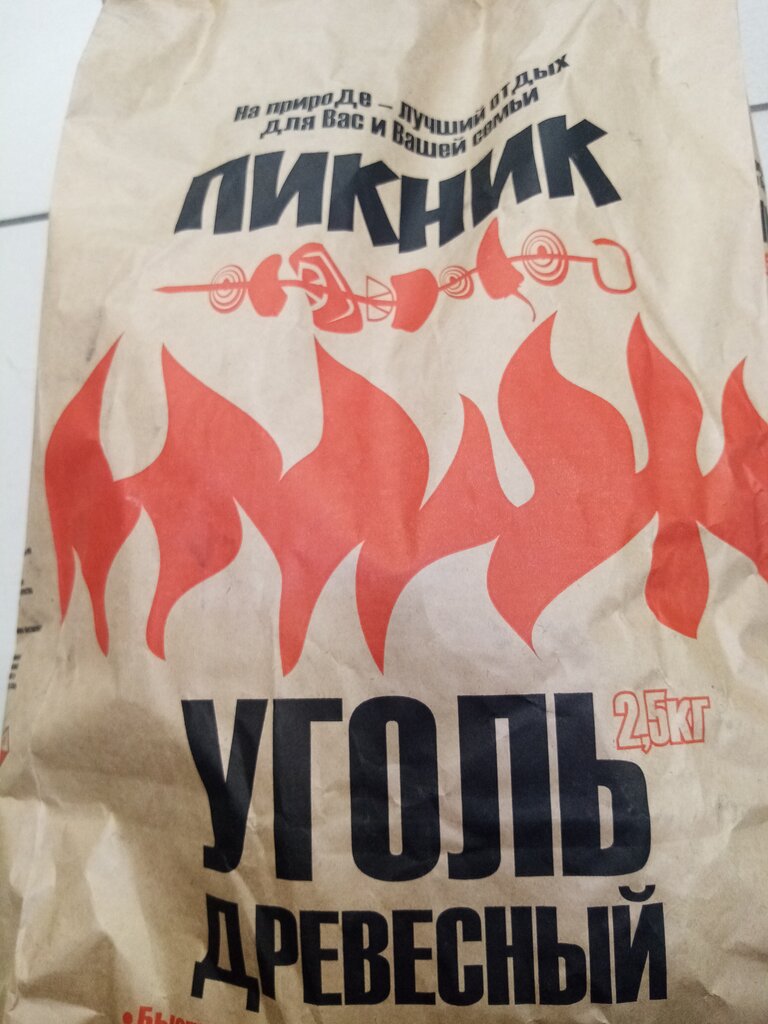 На природе – лучший отдых
для Вас и Вашей семьи
ПИКНИК
2,5кг
УГОЛЬ
ДРЕВЕСНЫЙ